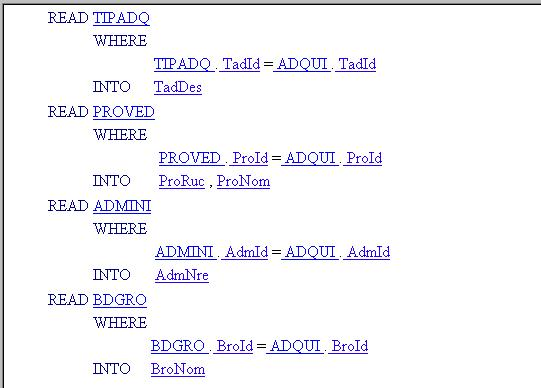 READ TIPADQ
WHERE
TIPADQ . TadId = ADQUI . TadId
INTO TadDes
READ PROVED
WHERE
PROVED . ProId = ADQUI . ProId
INTO ProRuc , ProNom
READ ADMINI
WHERE
ADMINI . AdmId = ADQUI . AdmId
INTO AdmNre
READ BDGRO
WHERE
BDGRO . BroId = ADQUI . BroId
INTO BroNom